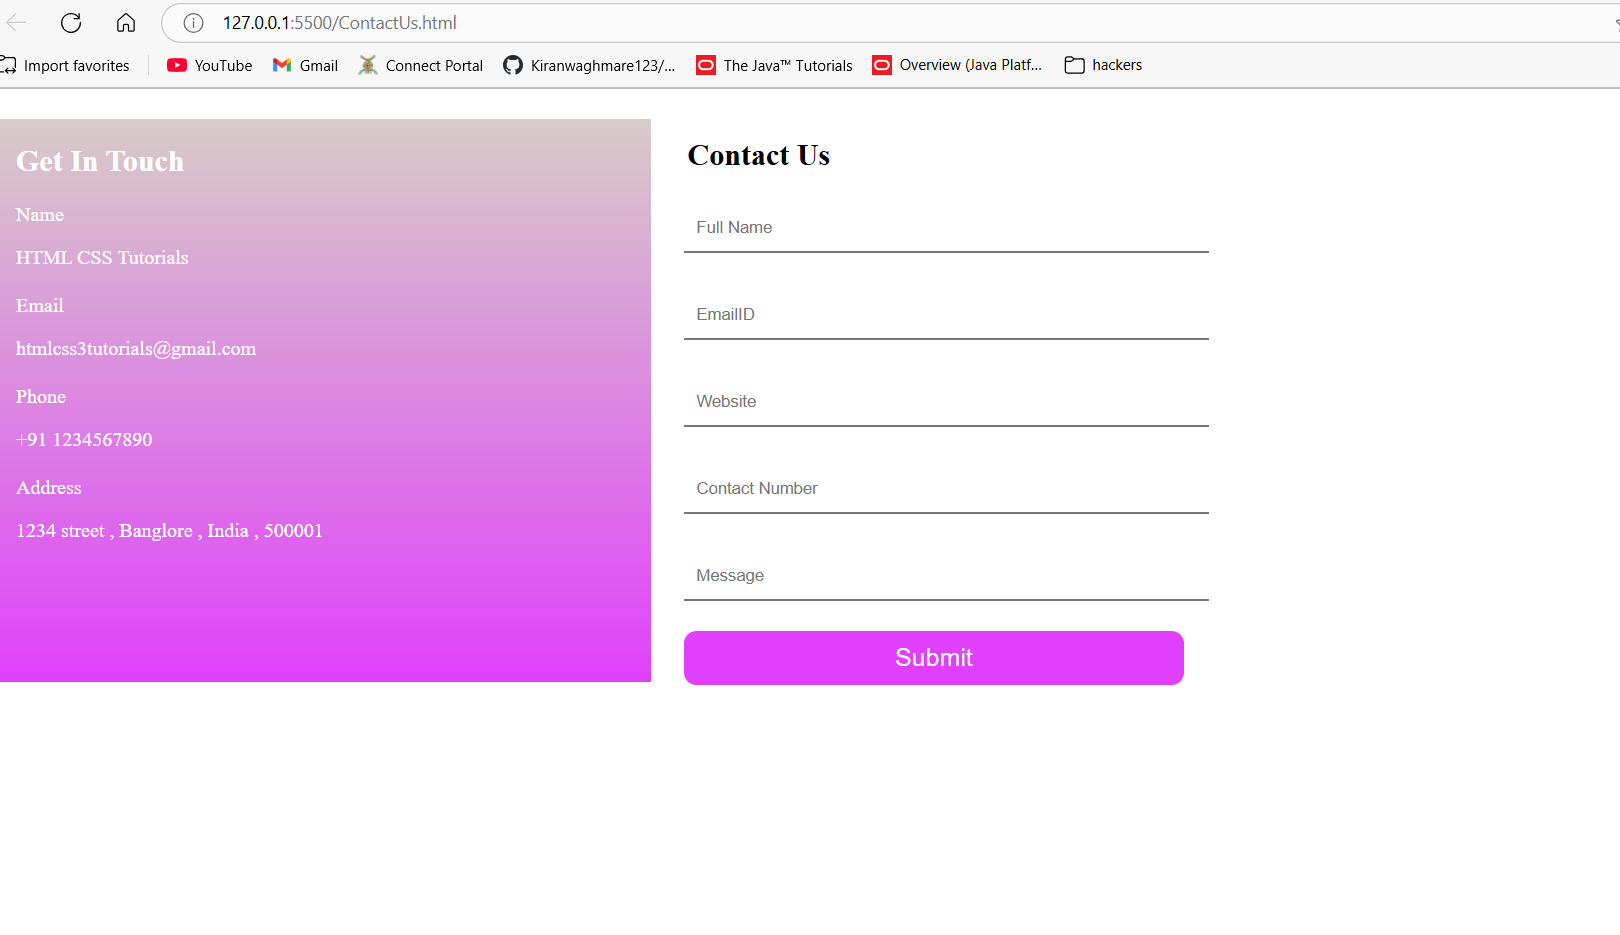 127.0.0.1:5500/ContactUs.html
Import favorites YouTube Gmail Connect Portal Kiranwaghmare123/... The Java™ Tutorials Overview (Java Platf... hackers
Get In Touch
Name
HTML CSS Tutorials
Email
htmlcss3tutorials@gmail.com
Phone
+91 1234567890
Address
1234 street , Banglore , India , 500001
Contact Us
Full Name
EmailID
Website
Contact Number
Message
Submit